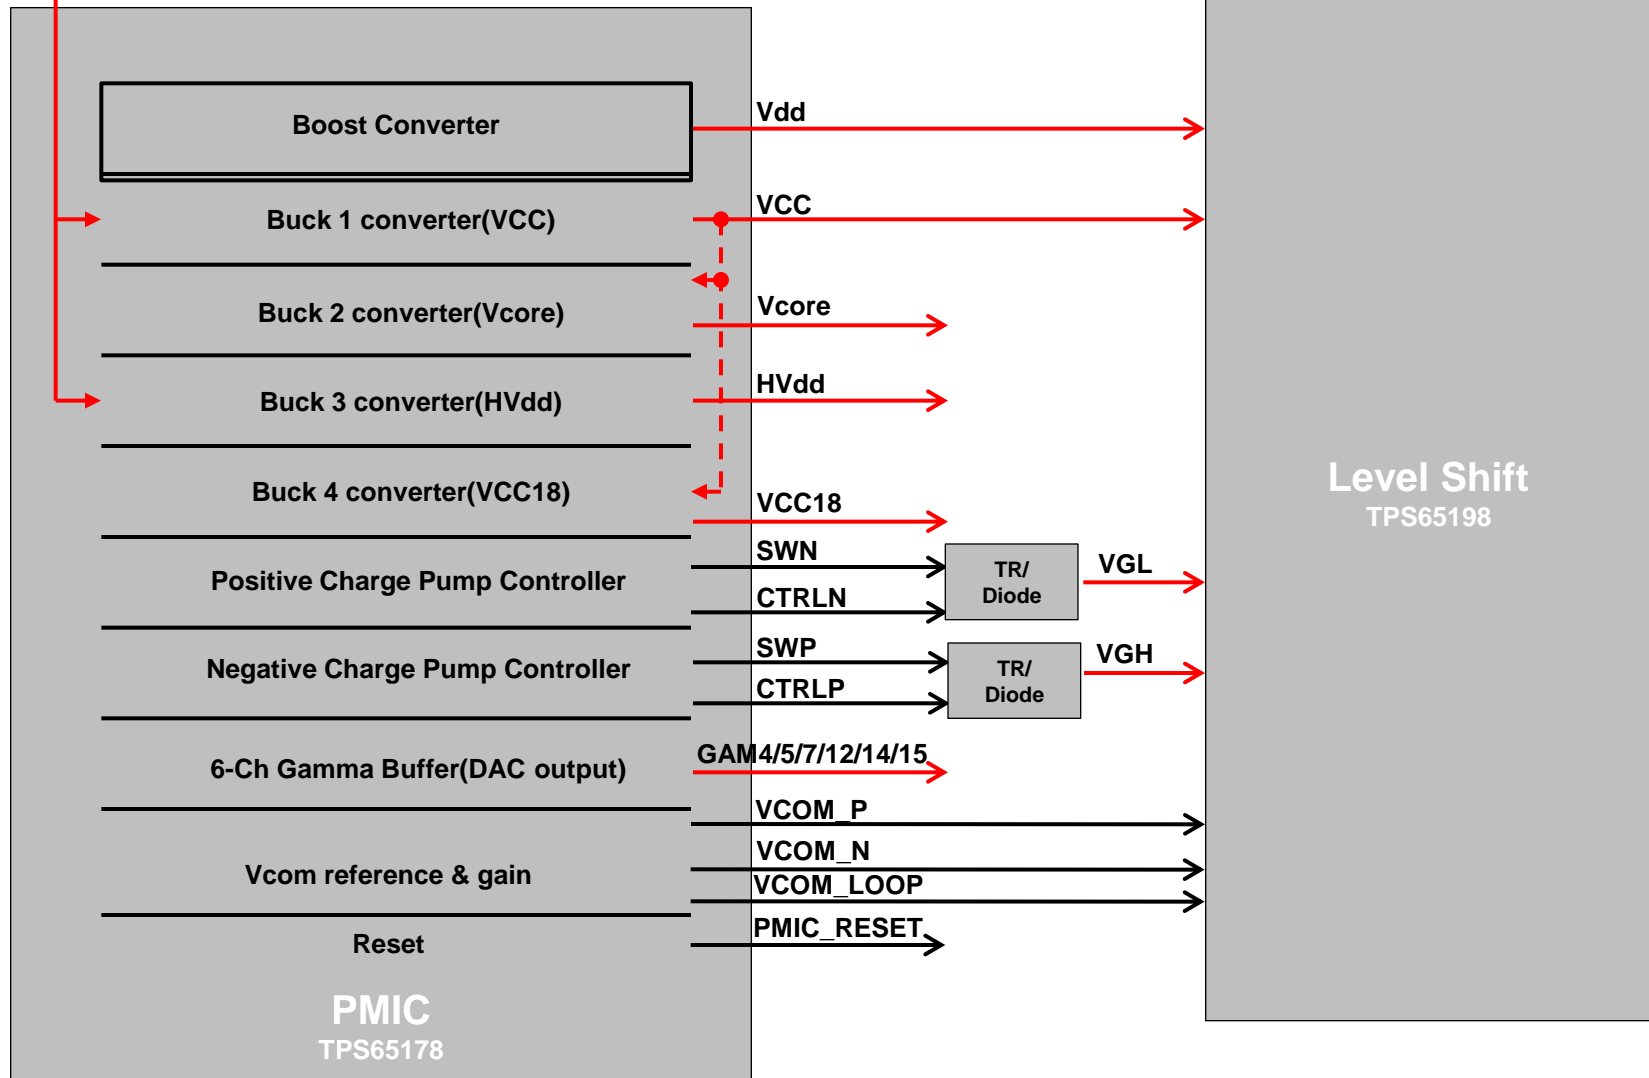 Boost Converter
Vdd
Buck 1 converter(VCC)
VCC
Buck 2 converter(Vcore)
Vcore
Buck 3 converter(HVdd)
HVdd
Buck 4 converter(VCC18)
VCC18
Positive Charge Pump Controller
SWN
CTRLN
TR/
Diode
VGL
Negative Charge Pump Controller
SWP
CTRLP
TR/
Diode
VGH
6-Ch Gamma Buffer(DAC output)
GAM4/5/7/12/14/15
Vcom reference & gain
VCOM_P
VCOM_N
VCOM_LOOP
Reset
PMIC_RESET
PMIC
TPS65178
Level Shift
TPS65198